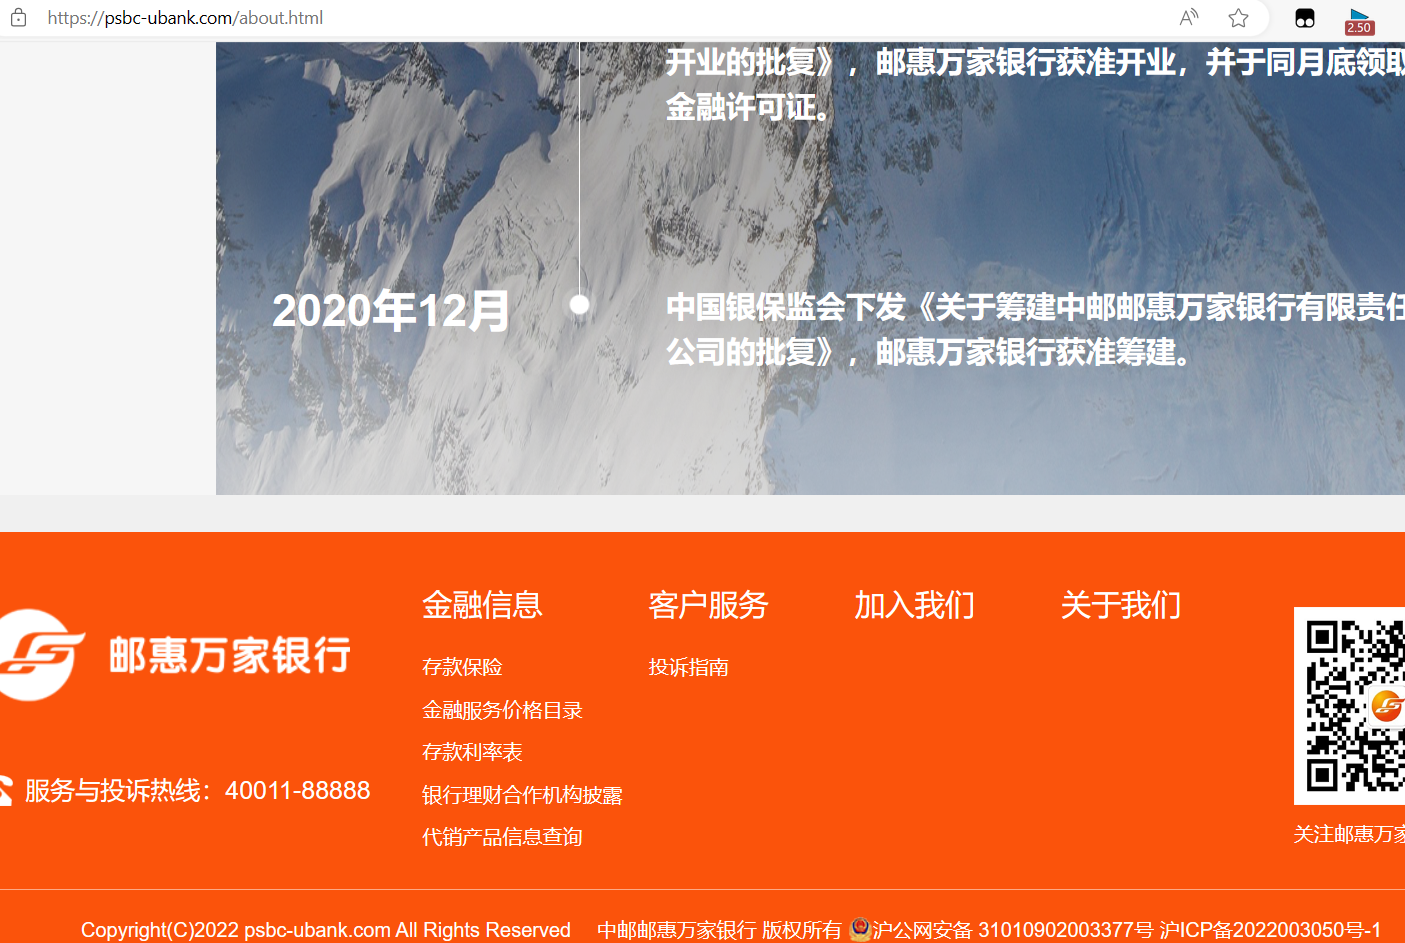 https://psbc-ubank.com/about.html
A
2.50
开业的批复》，邮惠万家银行获准开业，并于同月底领取
金融许可证。
2020年12月
中国银保监会下发《关于筹建中邮邮惠万家银行有限责任
公司的批复》，邮惠万家银行获准筹建。
邮惠万家银行
服务与投诉热线：40011-88888
金融信息
存款保险
金融服务价格目录
存款利率表
银行理财合作机构披露
代销产品信息查询
客户服务
投诉指南
加入我们
关于我们
关注邮惠万家
Copyright(C)2022 psbc-ubank.com All Rights Reserved 中邮邮惠万家银行 版权所有 沪公网安备 31010902003377号 沪ICP备2022003050号-1